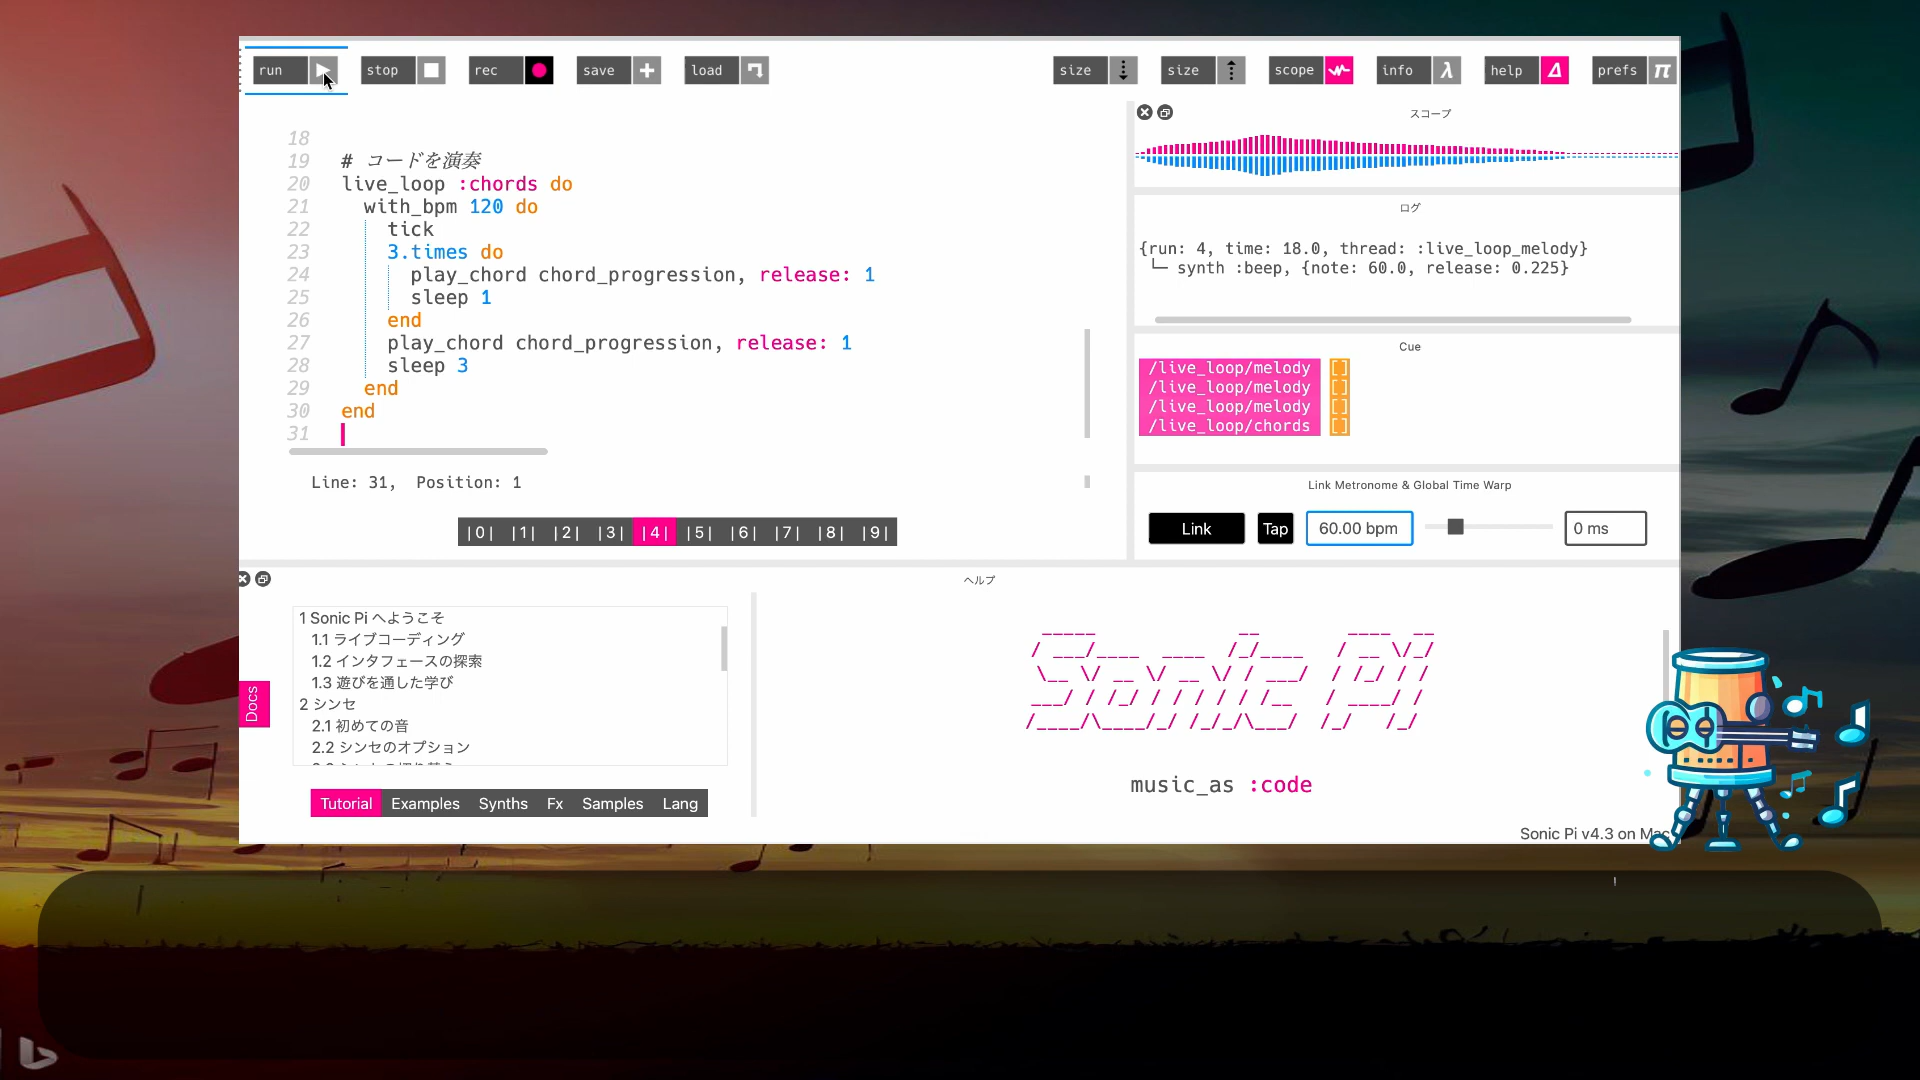 run
stop
rec
save
load
size
size
scope
info
help
prefs
18
19 # コードを演奏
20 live_loop :chords do
21 with_bpm 120 do
22 tick
23 3.times do
24 play_chord chord_progression, release: 1
25 sleep 1
26 end
27 play_chord chord_progression, release: 1
28 sleep 3
29 end
30 end
31
Line: 31, Position: 1
|0| |1| |2| |3| |4| |5| |6| |7| |8| |9|
スコープ
ログ
{run: 4, time: 18.0, thread: :live_loop_melody}
└─ synth :beep, {note: 60.0, release: 0.225}
Cue
/live_loop/melody []
/live_loop/melody []
/live_loop/melody []
/live_loop/chords []
Link Metronome & Global Time Warp
Link
Tap
60.00 bpm
0 ms
ヘルプ
Docs
1 Sonic Pi へようこそ
1.1 ライブコーディング
1.2 インタフェースの探索
1.3 遊びを通した学び
2 シンセ
2.1 初めての音
2.2 シンセのオプション
Tutorial Examples Synths Fx Samples Lang
Sonic Pi
music_as :code
Sonic Pi v4.3 on Mac